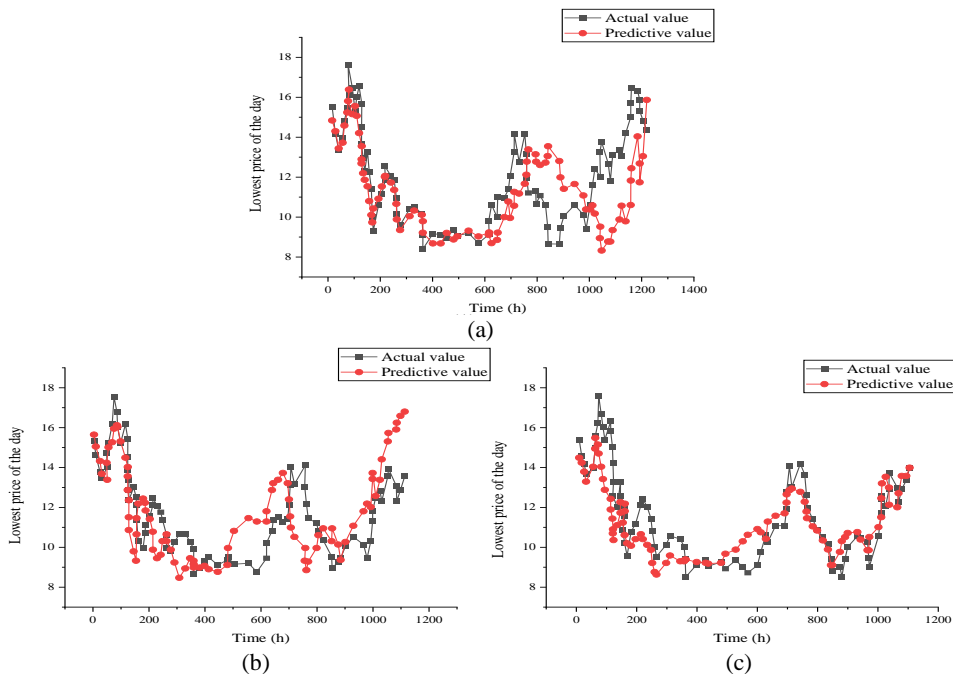 Actual value
Predictive value
Lowest price of the day
18
16
14
12
10
8
0 200 400 600 800 1000 1200 1400
Time (h)
(a)
Actual value
Predictive value
Lowest price of the day
18
16
14
12
10
8
0 200 400 600 800 1000 1200
Time (h)
(b)
Actual value
Predictive value
Lowest price of the day
18
16
14
12
10
8
0 200 400 600 800 1000 1200
Time (h)
(c)